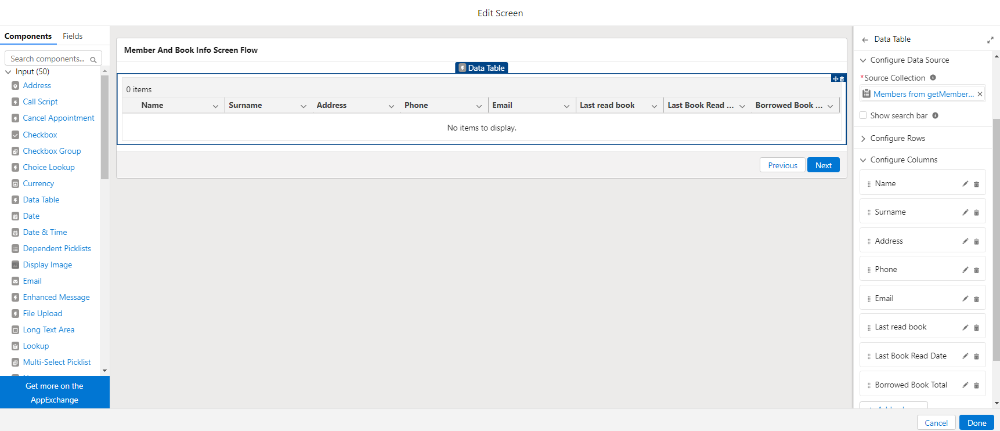 Edit Screen
Components
Fields
Search components...
Input (50)
Address
Call Script
Cancel Appointment
Checkbox
Checkbox Group
Choice Lookup
Currency
Data Table
Date
Date & Time
Dependent Picklists
Display Image
Email
Enhanced Message
File Upload
Long Text Area
Lookup
Multi-Select Picklist
Get more on the
AppExchange
Member And Book Info Screen Flow
Data Table
0 items
Name Surname Address Phone Email Last read book Last Book Read ... Borrowed Book ...
No items to display.
Previous Next
Data Table
Configure Data Source
*Source Collection
Members from getMember...
Show search bar
Configure Rows
Configure Columns
Name
Surname
Address
Phone
Email
Last read book
Last Book Read Date
Borrowed Book Total
Cancel Done